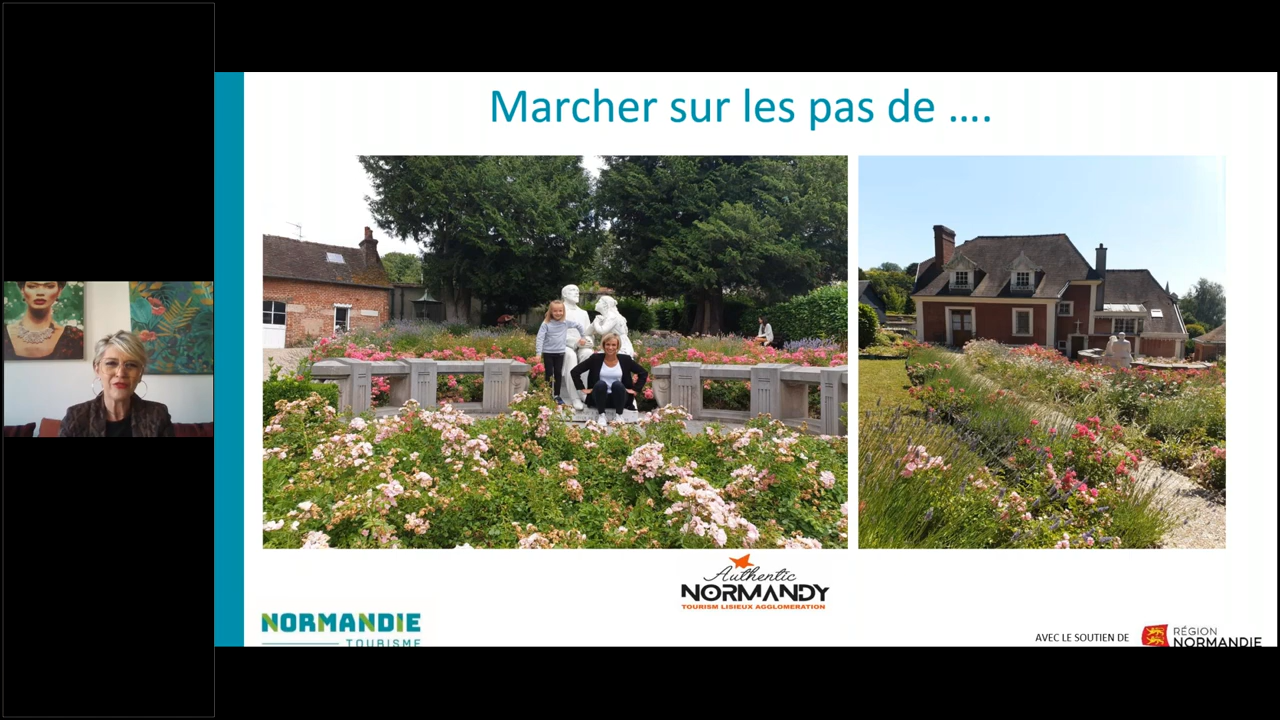 Marcher sur les pas de ....
Authentic
NORMANDY
TOURISM LISIEUX AGGLOMERATION
NORMANDIE
TOURISME
AVEC LE SOUTIEN DE
RÉGION
NORMANDIE